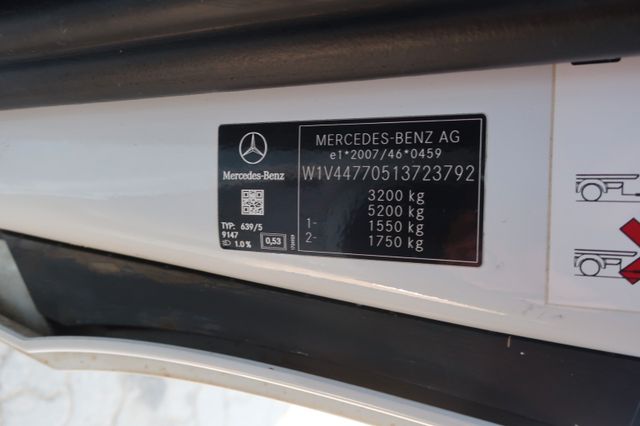 MERCEDES-BENZ AG
e1*2007/46*0459
W1V44770513723792
3200 kg
5200 kg
1- 1550 kg
2- 1750 kg
Mercedes-Benz
TYP: 639/5
9147
1.0 % 0,53